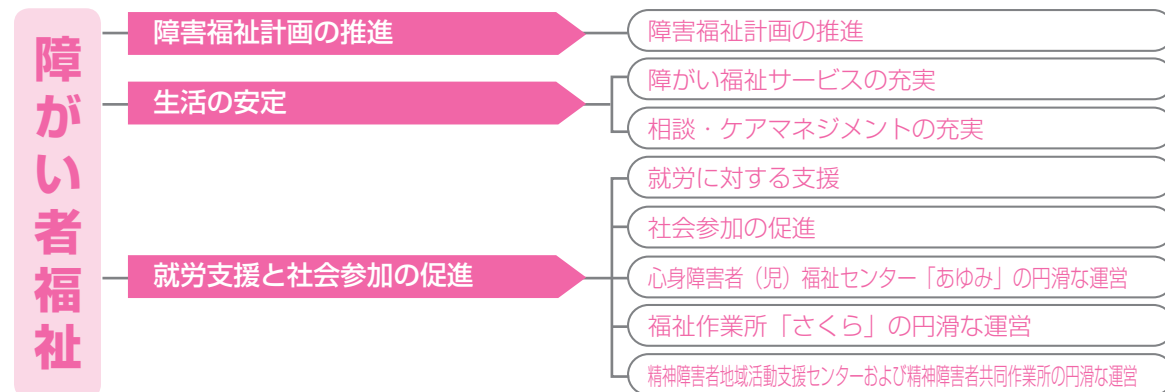 障がい者福祉
障害福祉計画の推進
障害福祉計画の推進
生活の安定
障がい福祉サービスの充実
相談・ケアマネジメントの充実
就労支援と社会参加の促進
就労に対する支援
社会参加の促進
心身障害者（児）福祉センター「あゆみ」の円滑な運営
福祉作業所「さくら」の円滑な運営
精神障害者地域活動支援センターおよび精神障害者共同作業所の円滑な運営